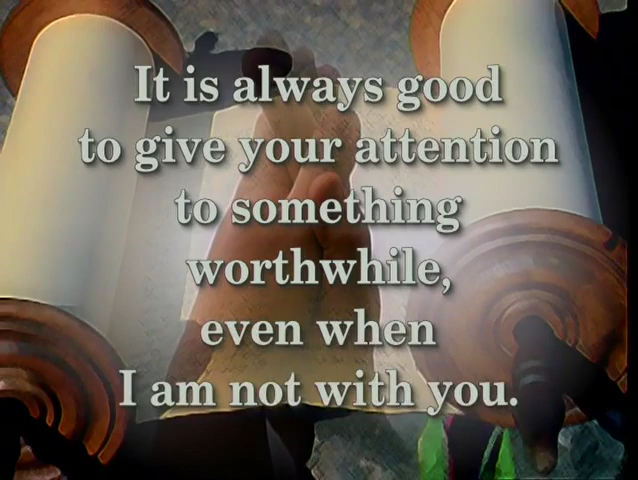 It is always good
to give your attention
to something
worthwhile,
even when
I am not with you.